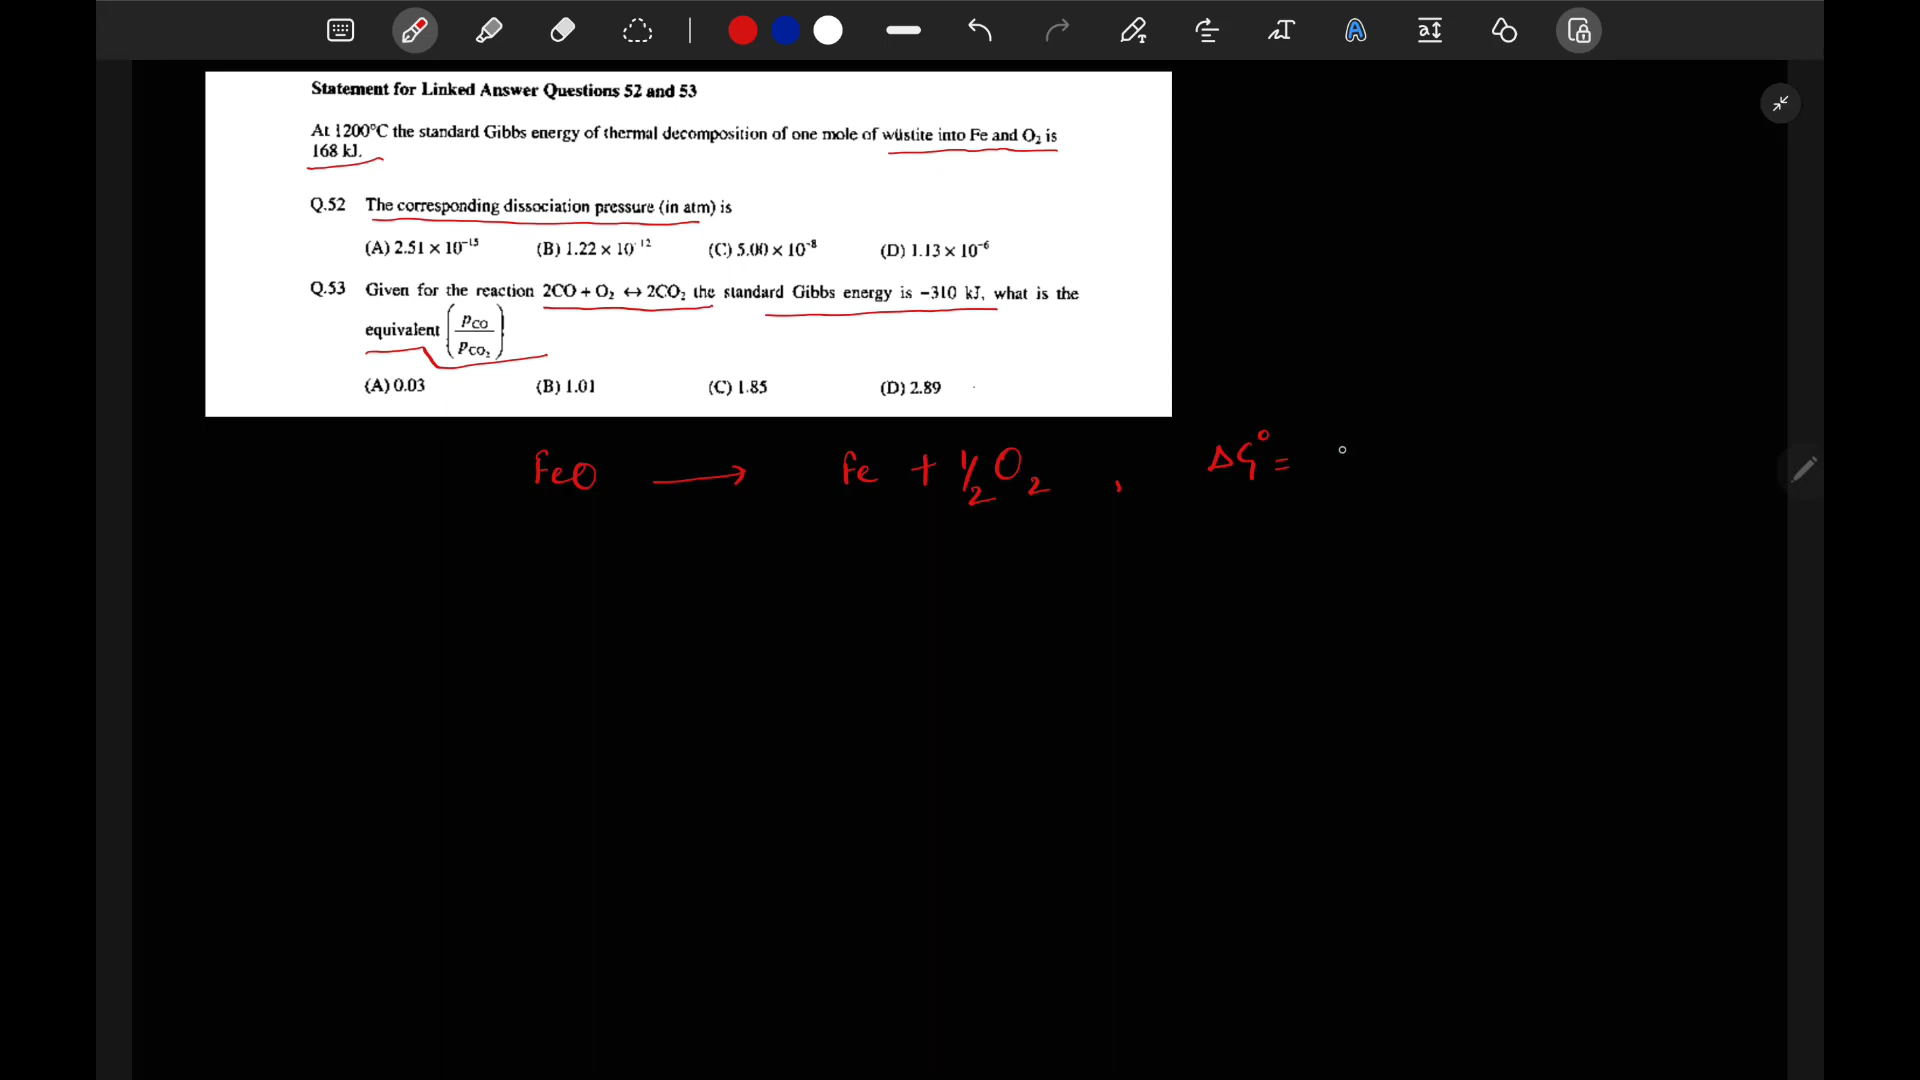 Statement for Linked Answer Questions 52 and 53
At 1200°C the standard Gibbs energy of thermal decomposition of one mole of wüstite into Fe and O₂ is
168 kJ.
Q.52 The corresponding dissociation pressure (in atm) is
(A) 2.51 × 10⁻¹⁵ (B) 1.22 × 10⁻¹² (C) 5.00 × 10⁻⁸ (D) 1.13 × 10⁻⁶
Q.53 Given for the reaction 2CO + O₂ ↔ 2CO₂ the standard Gibbs energy is −310 kJ, what is the
equivalent (pCO / pCO₂)
(A) 0.03 (B) 1.01 (C) 1.85 (D) 2.89
FeO → Fe + ½O₂ , ΔG° =